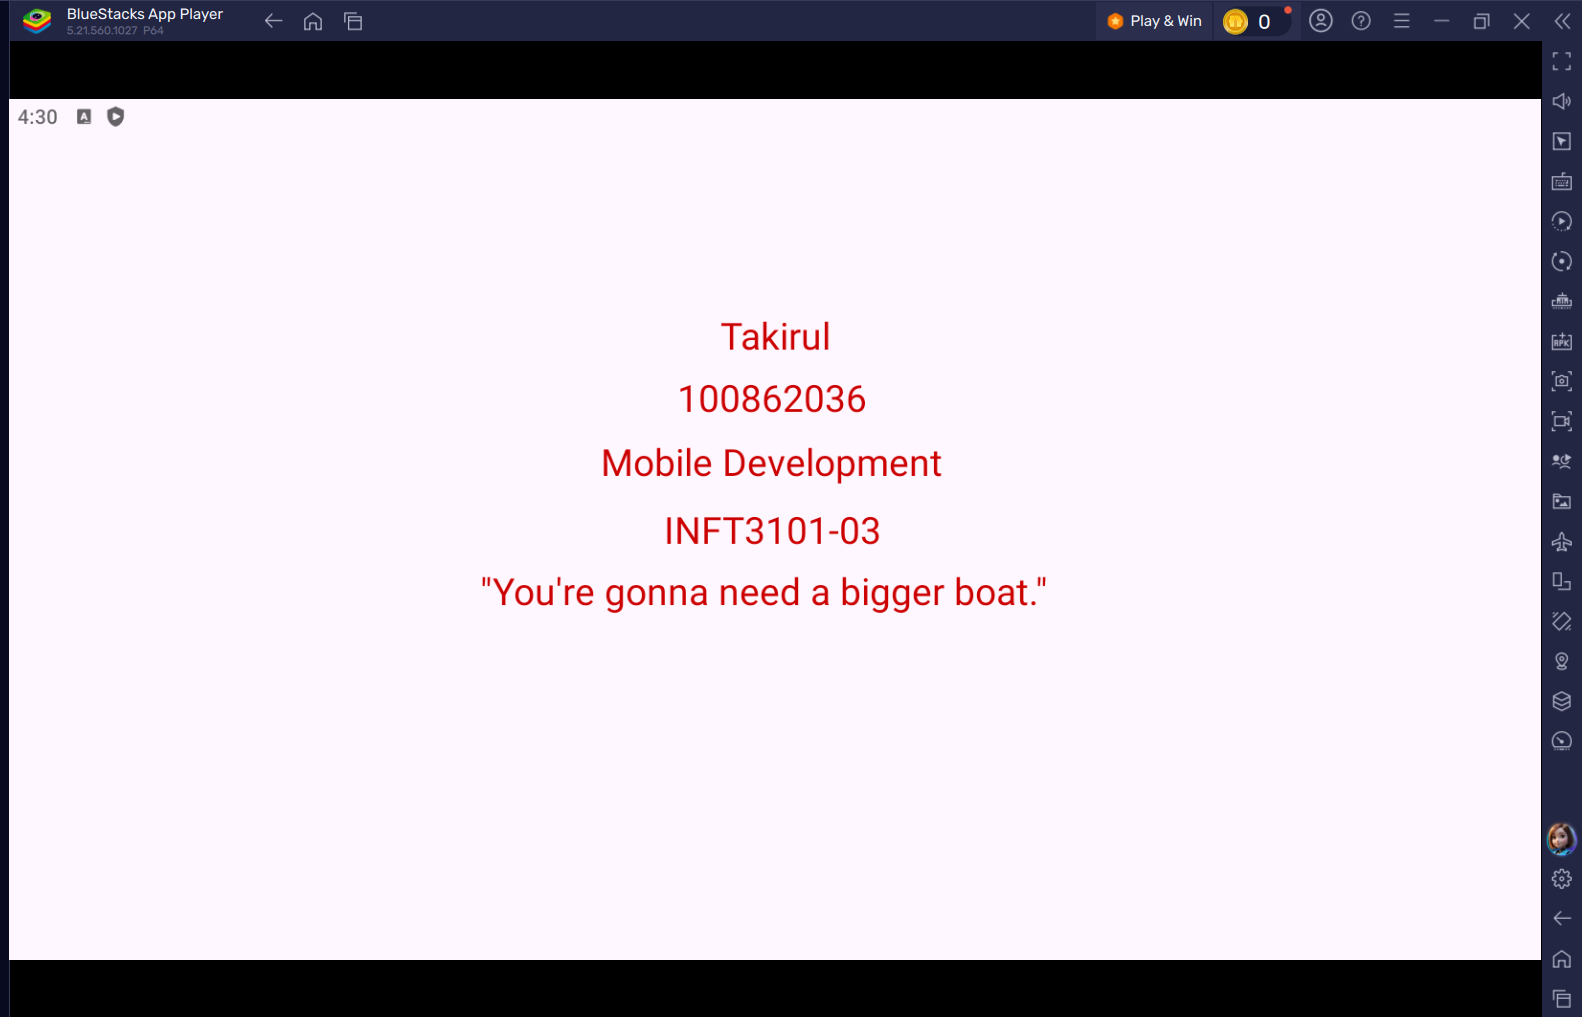 BlueStacks App Player
5.21.560.1027 P64
Play & Win
0
4:30
Takirul
100862036
Mobile Development
INFT3101-03
"You're gonna need a bigger boat."